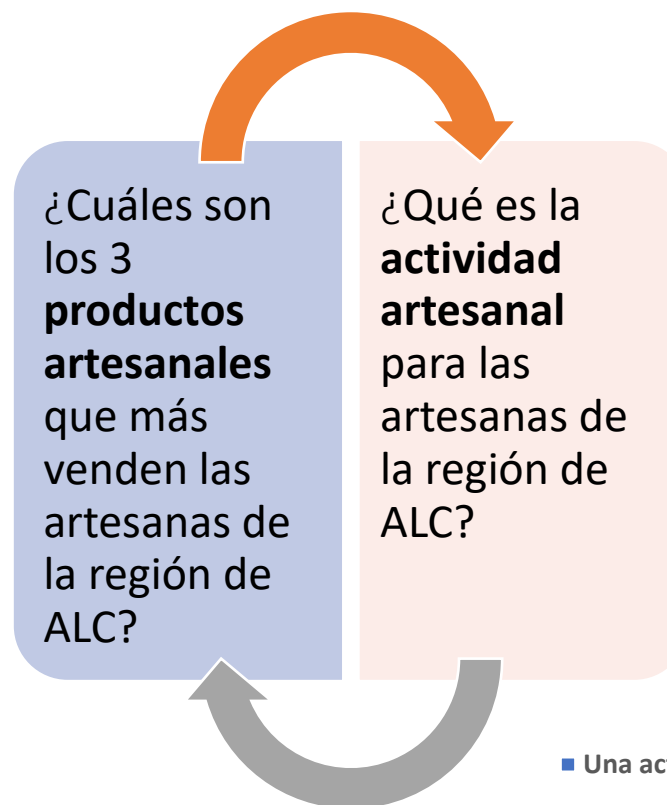 ¿Cuáles son
los 3
productos
artesanales
que más
venden las
artesanas de
la región de
ALC?
¿Qué es la
actividad
artesanal
para las
artesanas de
la región de
ALC?
Una